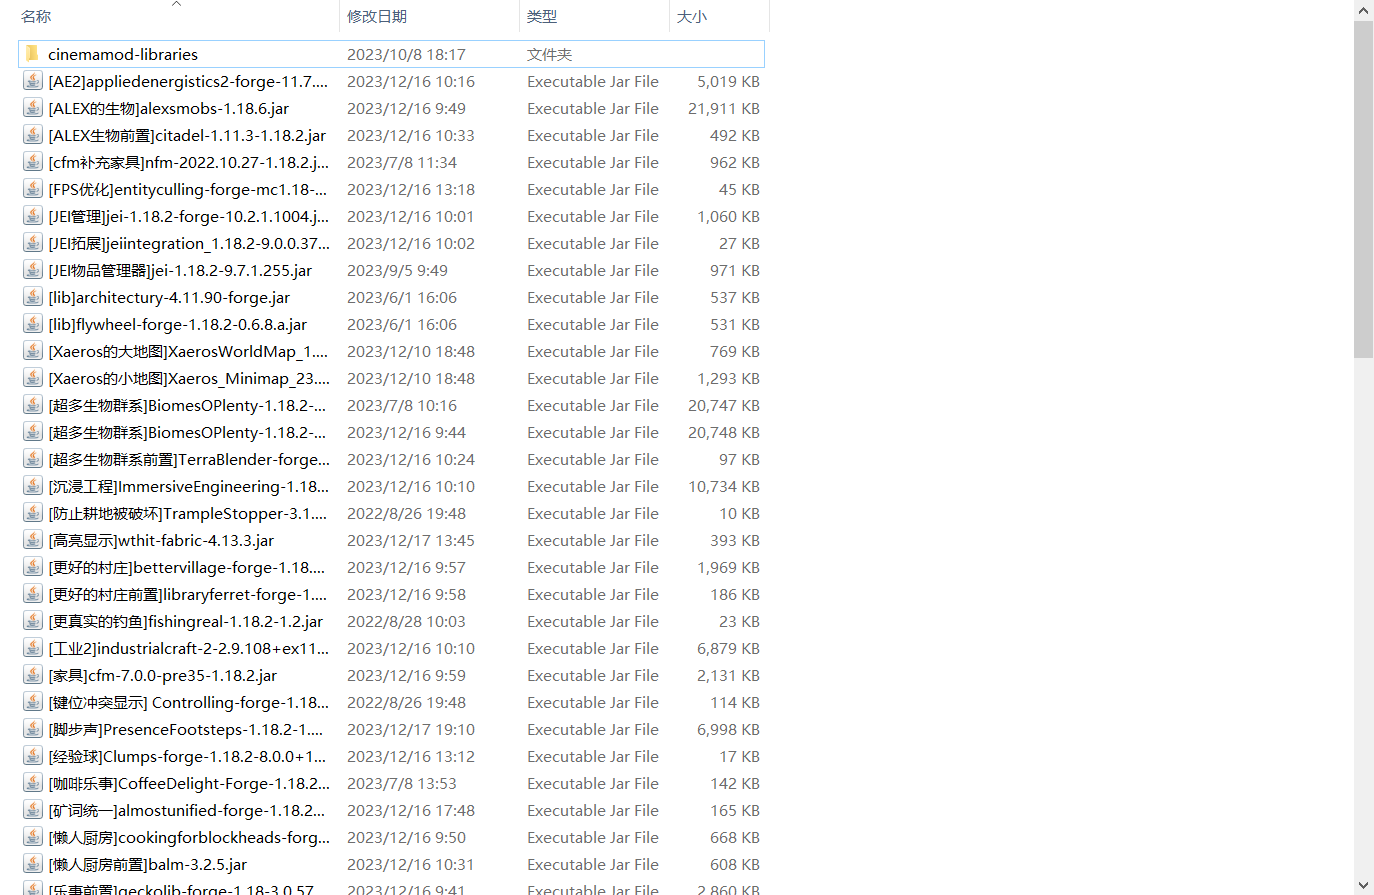 名称 修改日期 类型 大小
cinemamod-libraries 2023/10/8 18:17 文件夹
[AE2]appliedenergistics2-forge-11.7.... 2023/12/16 10:16 Executable Jar File 5,019 KB
[ALEX的生物]alexsmobs-1.18.6.jar 2023/12/16 9:49 Executable Jar File 21,911 KB
[ALEX生物前置]citadel-1.11.3-1.18.2.jar 2023/12/16 10:33 Executable Jar File 492 KB
[cfm补充家具]nfm-2022.10.27-1.18.2.j... 2023/7/8 11:34 Executable Jar File 962 KB
[FPS优化]entityculling-forge-mc1.18-... 2023/12/16 13:18 Executable Jar File 45 KB
[JEI管理]jei-1.18.2-forge-10.2.1.1004.j... 2023/12/16 10:01 Executable Jar File 1,060 KB
[JEI拓展]jeiintegration_1.18.2-9.0.0.37... 2023/12/16 10:02 Executable Jar File 27 KB
[JEI物品管理器]jei-1.18.2-9.7.1.255.jar 2023/9/5 9:49 Executable Jar File 971 KB
[lib]architectury-4.11.90-forge.jar 2023/6/1 16:06 Executable Jar File 537 KB
[lib]flywheel-forge-1.18.2-0.6.8.a.jar 2023/6/1 16:06 Executable Jar File 531 KB
[Xaeros的大地图]XaerosWorldMap_1.... 2023/12/10 18:48 Executable Jar File 769 KB
[Xaeros的小地图]Xaeros_Minimap_23.... 2023/12/10 18:48 Executable Jar File 1,293 KB
[超多生物群系]BiomesOPlenty-1.18.2-... 2023/7/8 10:16 Executable Jar File 20,747 KB
[超多生物群系]BiomesOPlenty-1.18.2-... 2023/12/16 9:44 Executable Jar File 20,748 KB
[超多生物群系前置]TerraBlender-forge... 2023/12/16 10:24 Executable Jar File 97 KB
[沉浸工程]ImmersiveEngineering-1.18... 2023/12/16 10:10 Executable Jar File 10,734 KB
[防止耕地被破坏]TrampleStopper-3.1.... 2022/8/26 19:48 Executable Jar File 10 KB
[高亮显示]wthit-fabric-4.13.3.jar 2023/12/17 13:45 Executable Jar File 393 KB
[更好的村庄]bettervillage-forge-1.18.... 2023/12/16 9:57 Executable Jar File 1,969 KB
[更好的村庄前置]libraryferret-forge-1.... 2023/12/16 9:58 Executable Jar File 186 KB
[更真实的钓鱼]fishingreal-1.18.2-1.2.jar 2022/8/28 10:03 Executable Jar File 23 KB
[工业2]industrialcraft-2-2.9.108+ex11... 2023/12/16 10:10 Executable Jar File 6,879 KB
[家具]cfm-7.0.0-pre35-1.18.2.jar 2023/12/16 9:59 Executable Jar File 2,131 KB
[键位冲突显示] Controlling-forge-1.18... 2022/8/26 19:48 Executable Jar File 114 KB
[脚步声]PresenceFootsteps-1.18.2-1.... 2023/12/17 19:10 Executable Jar File 6,998 KB
[经验球]Clumps-forge-1.18.2-8.0.0+1... 2023/12/16 13:12 Executable Jar File 17 KB
[咖啡乐事]CoffeeDelight-Forge-1.18.2... 2023/7/8 13:53 Executable Jar File 142 KB
[矿词统一]almostunified-forge-1.18.2... 2023/12/16 17:48 Executable Jar File 165 KB
[懒人厨房]cookingforblockheads-forg... 2023/12/16 9:50 Executable Jar File 668 KB
[懒人厨房前置]balm-3.2.5.jar 2023/12/16 10:31 Executable Jar File 608 KB
[乐事前置]geckolib-forge-1.18-3.0.57... 2023/12/16 9:41 Executable Jar File 2,860 KB